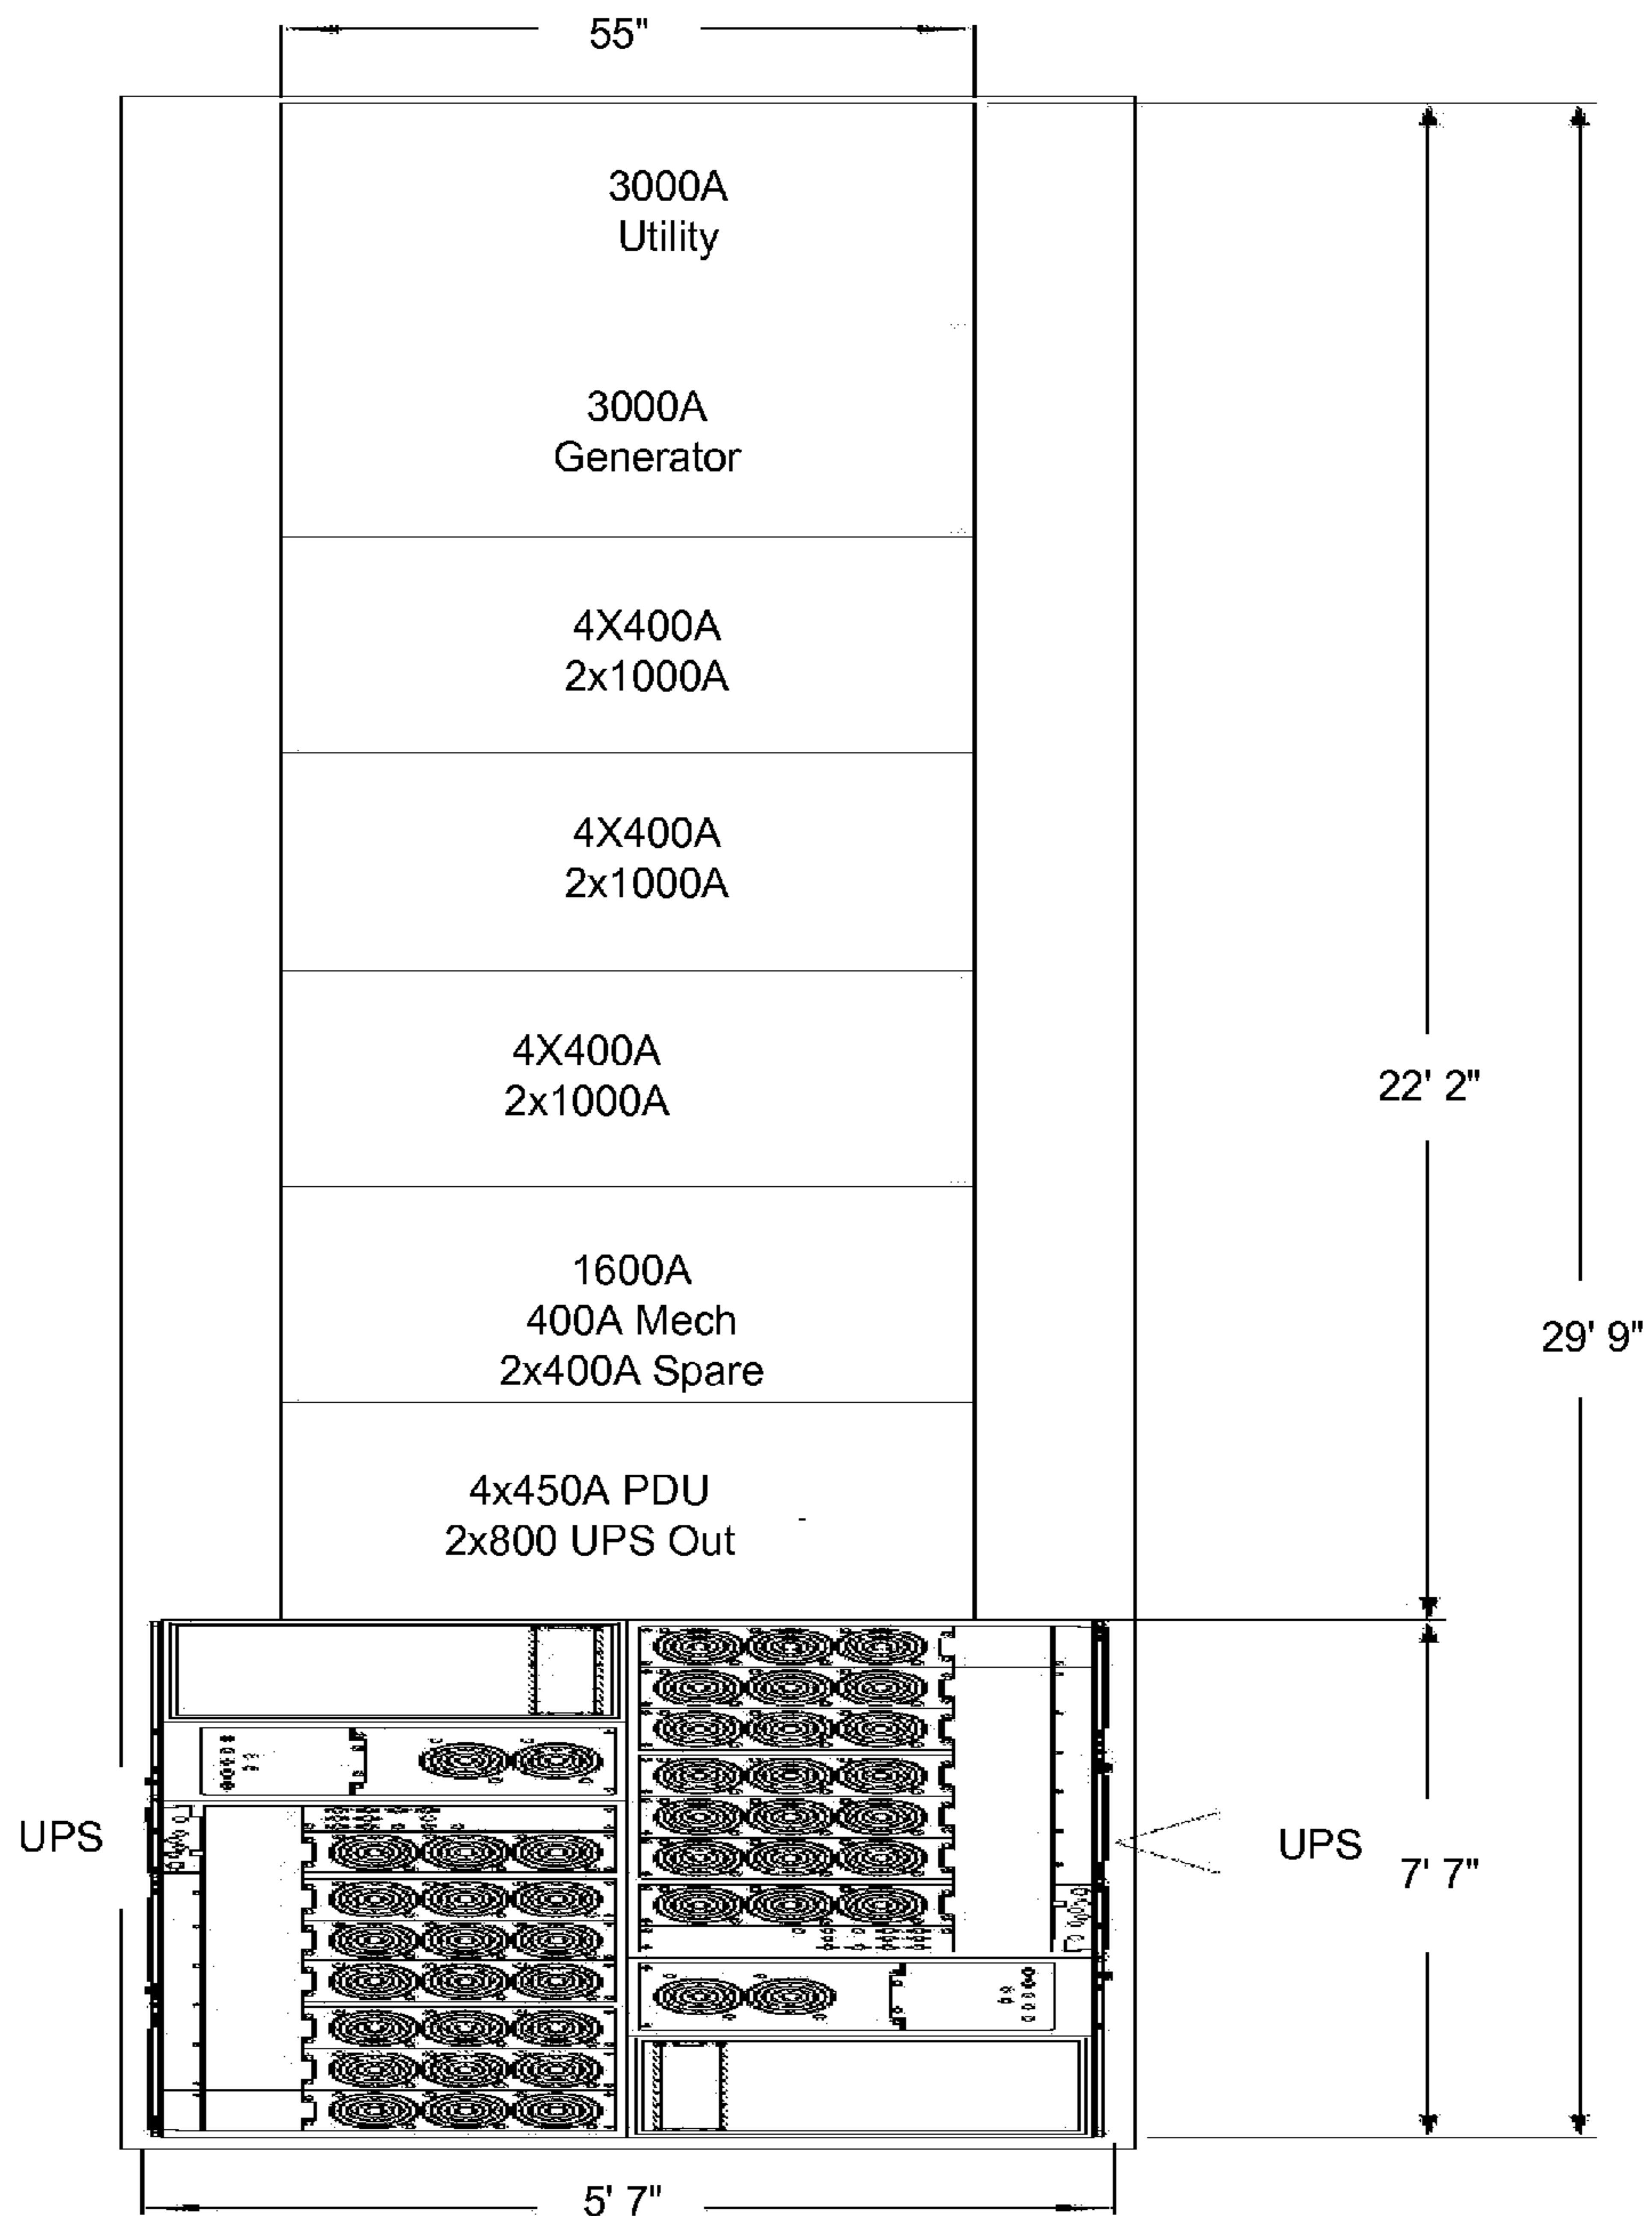 55"
3000A
Utility
3000A
Generator
4X400A
2x1000A
4X400A
2x1000A
4X400A
2x1000A
22' 2"
1600A
400A Mech
2x400A Spare
29' 9"
4x450A PDU
2x800 UPS Out
UPS
UPS
7' 7"
5' 7"